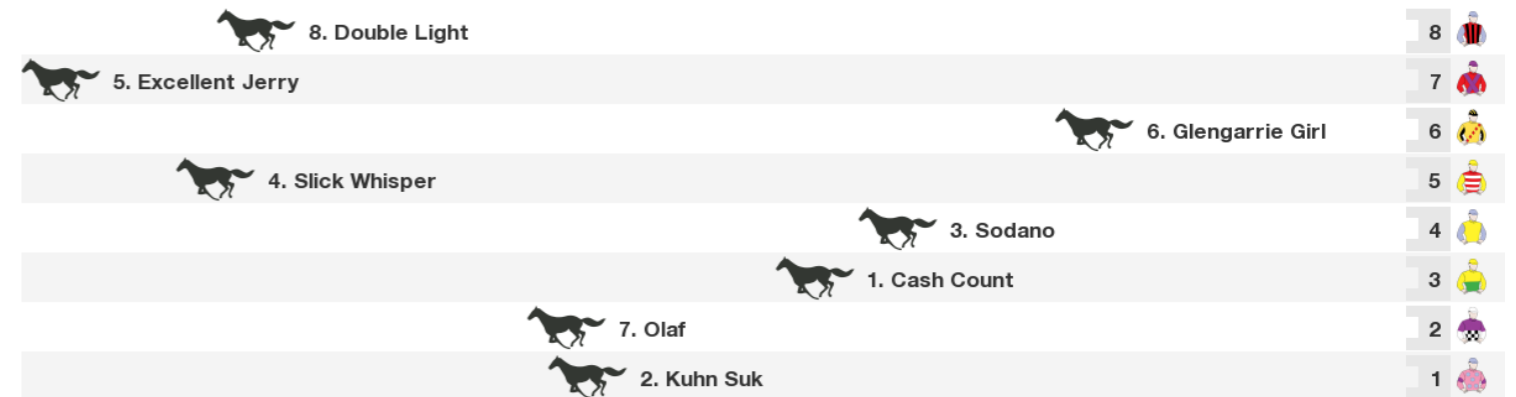 8. Double Light 8
5. Excellent Jerry 7
6. Glengarrie Girl 6
4. Slick Whisper 5
3. Sodano 4
1. Cash Count 3
7. Olaf 2
2. Kuhn Suk 1